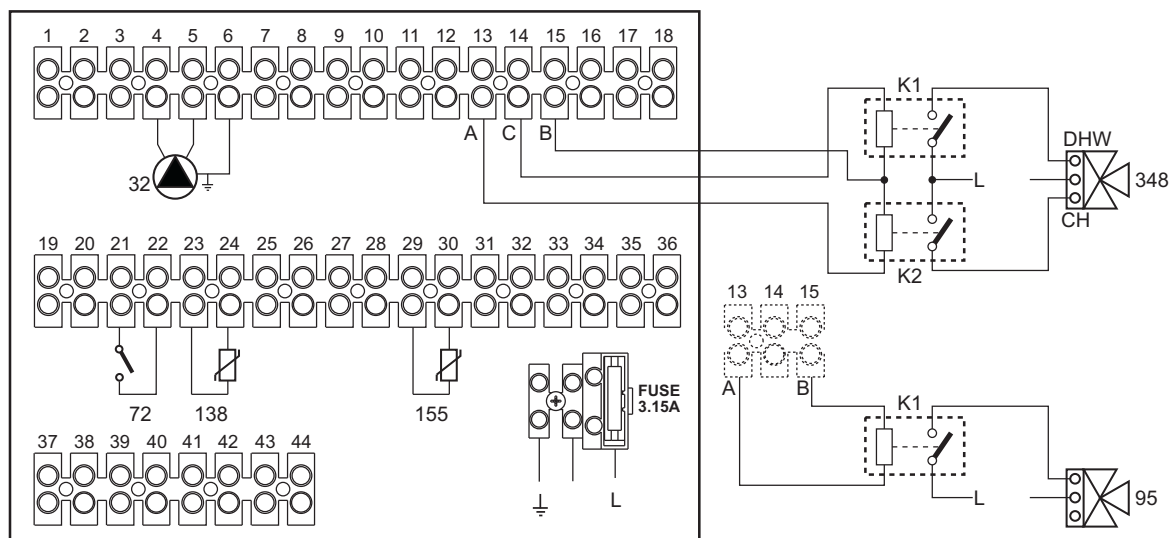 1 2 3 4 5 6 7 8 9 10 11 12 13 14 15 16 17 18
A C B
32
K1
DHW
L
348
CH
K2
19 20 21 22 23 24 25 26 27 28 29 30 31 32 33 34 35 36
72 138 155
FUSE
3.15A
L
13 14 15
A B
K1
L
95
37 38 39 40 41 42 43 44